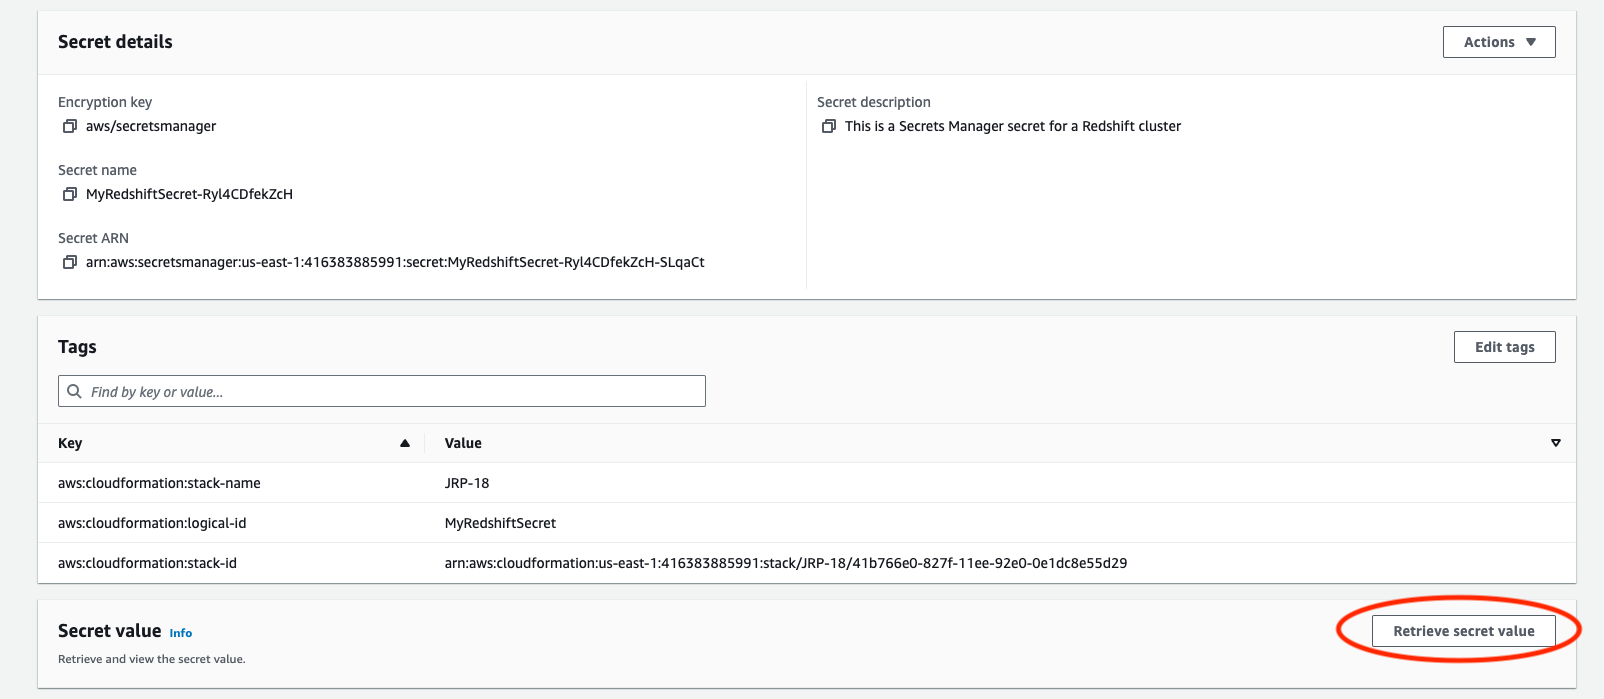 Secret details
Actions
Encryption key
aws/secretsmanager
Secret description
This is a Secrets Manager secret for a Redshift cluster
Secret name
MyRedshiftSecret-Ryl4CDfekZcH
Secret ARN
arn:aws:secretsmanager:us-east-1:416383885991:secret:MyRedshiftSecret-Ryl4CDfekZcH-SLqaCt
Tags
Edit tags
Find by key or value...
Key Value
aws:cloudformation:stack-name JRP-18
aws:cloudformation:logical-id MyRedshiftSecret
aws:cloudformation:stack-id arn:aws:cloudformation:us-east-1:416383885991:stack/JRP-18/41b766e0-827f-11ee-92e0-0e1dc8e55d29
Secret value Info
Retrieve secret value
Retrieve and view the secret value.